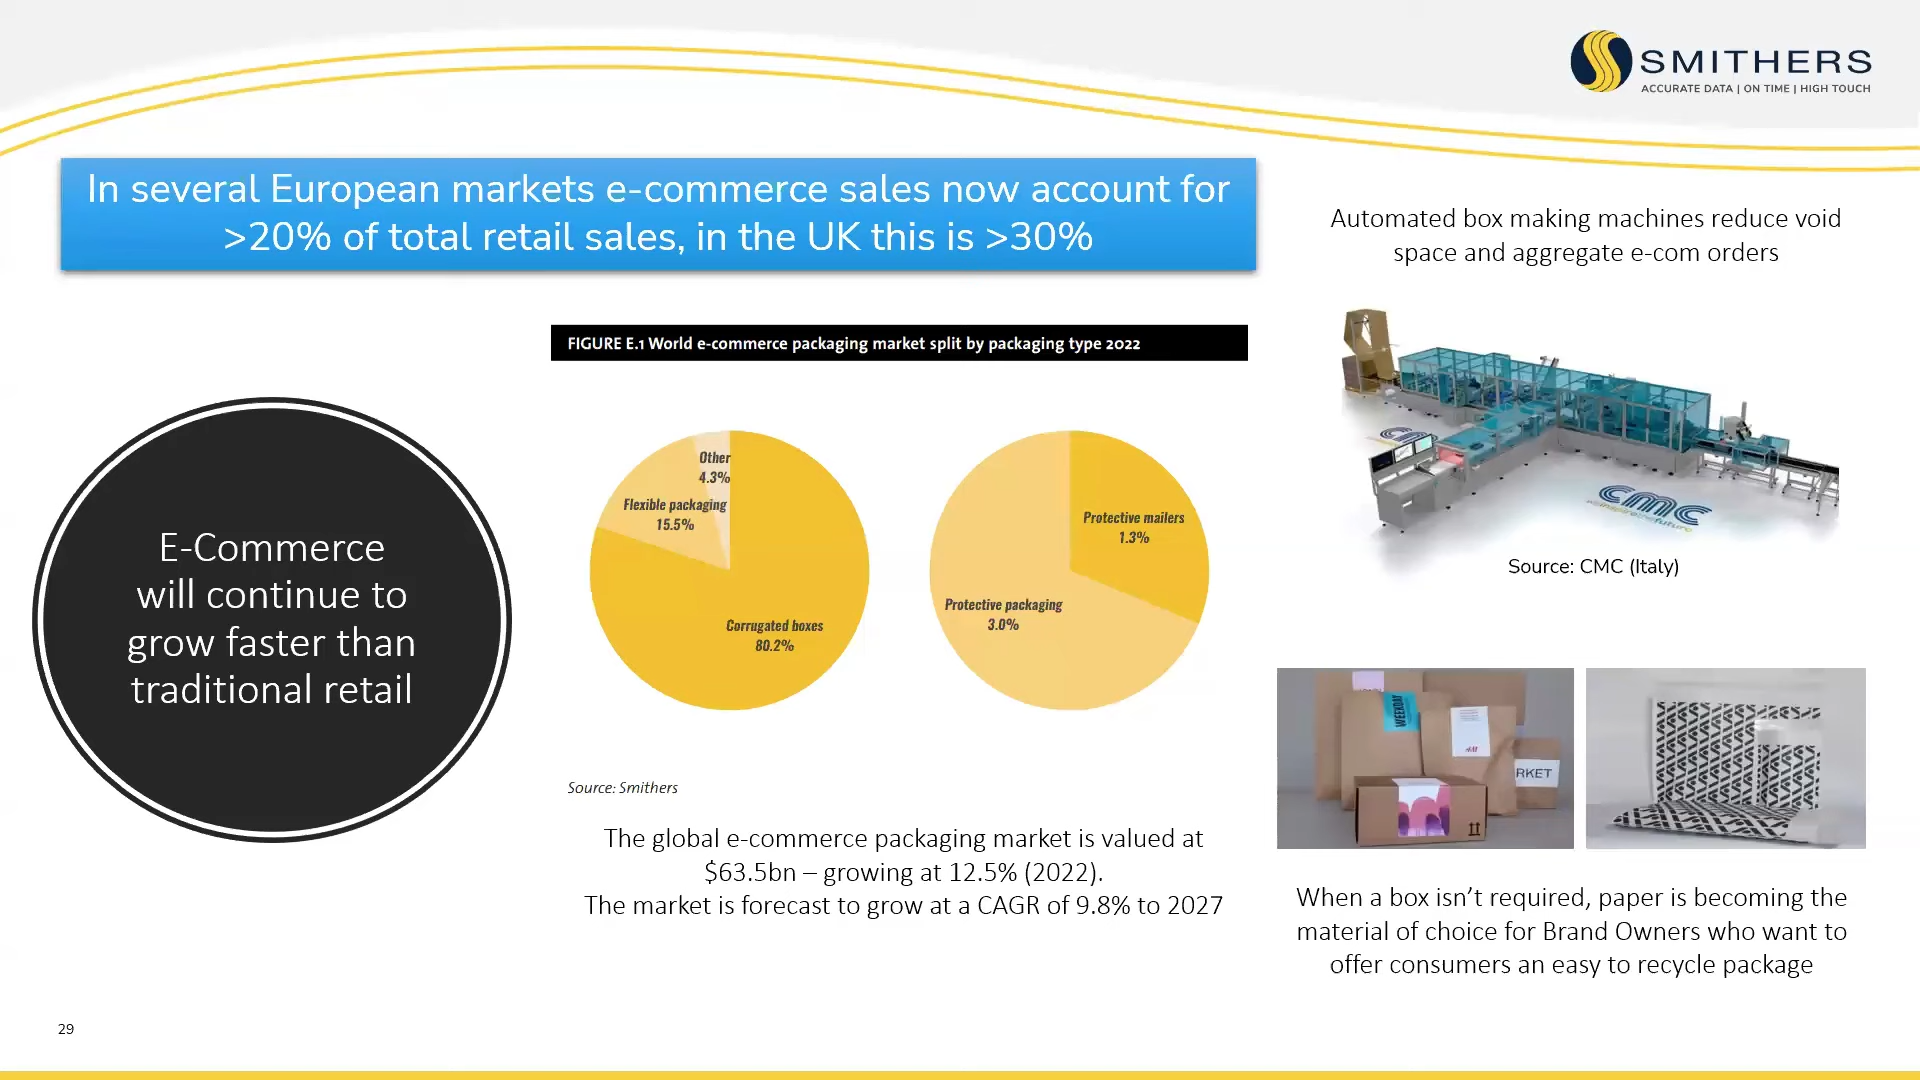 SMITHERS
ACCURATE DATA | ON TIME | HIGH TOUCH
In several European markets e-commerce sales now account for
>20% of total retail sales, in the UK this is >30%
E-Commerce
will continue to
grow faster than
traditional retail
FIGURE E.1 World e-commerce packaging market split by packaging type 2022
Other
4.3%
Flexible packaging
15.5%
Corrugated boxes
80.2%
Protective mailers
1.3%
Protective packaging
3.0%
Source: Smithers
The global e-commerce packaging market is valued at
$63.5bn – growing at 12.5% (2022).
The market is forecast to grow at a CAGR of 9.8% to 2027
Automated box making machines reduce void
space and aggregate e-com orders
cmc
Source: CMC (Italy)
WEEKDAY
H&M
RKET
When a box isn’t required, paper is becoming the
material of choice for Brand Owners who want to
offer consumers an easy to recycle package
29